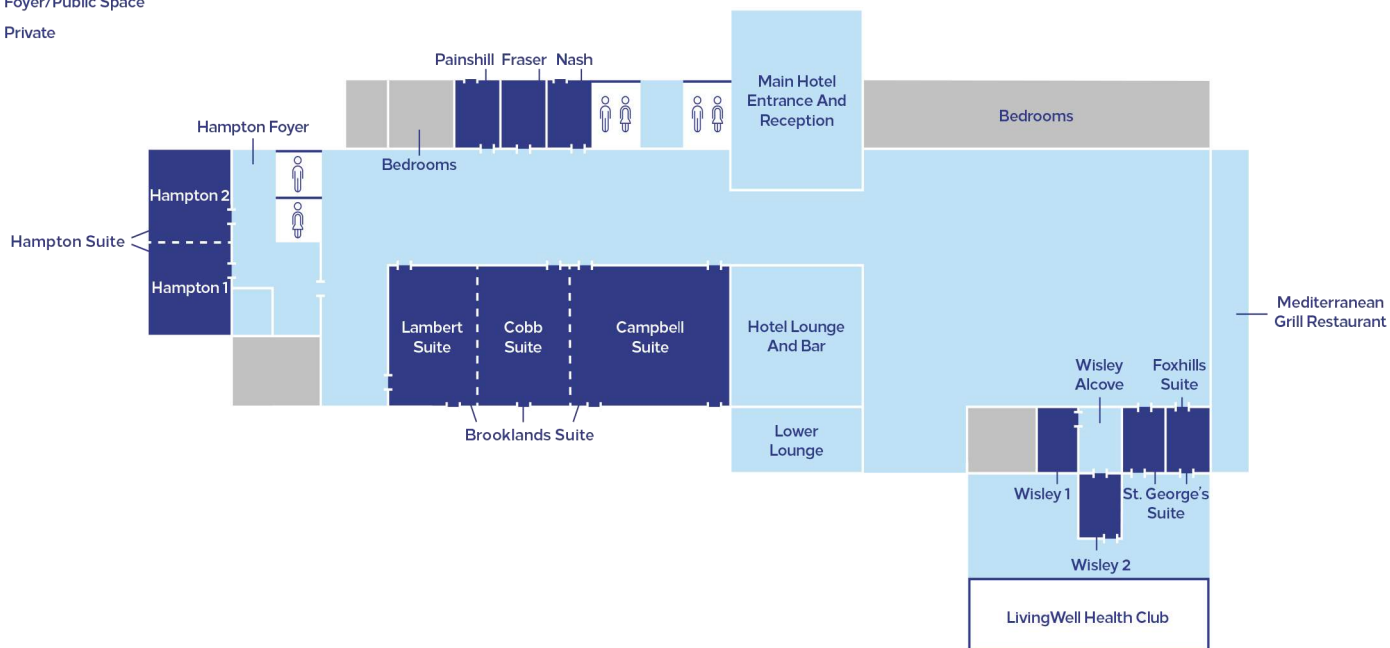 Foyer/Public Space
Private
Painshill Fraser Nash
Main Hotel
Entrance And
Reception
Bedrooms
Hampton Foyer
Bedrooms
Hampton 2
Hampton Suite
Hampton 1
Lambert
Suite
Cobb
Suite
Campbell
Suite
Hotel Lounge
And Bar
Mediterranean
Grill Restaurant
Wisley
Alcove
Foxhills
Suite
Brooklands Suite
Lower
Lounge
Wisley 1
St. George's
Suite
Wisley 2
LivingWell Health Club